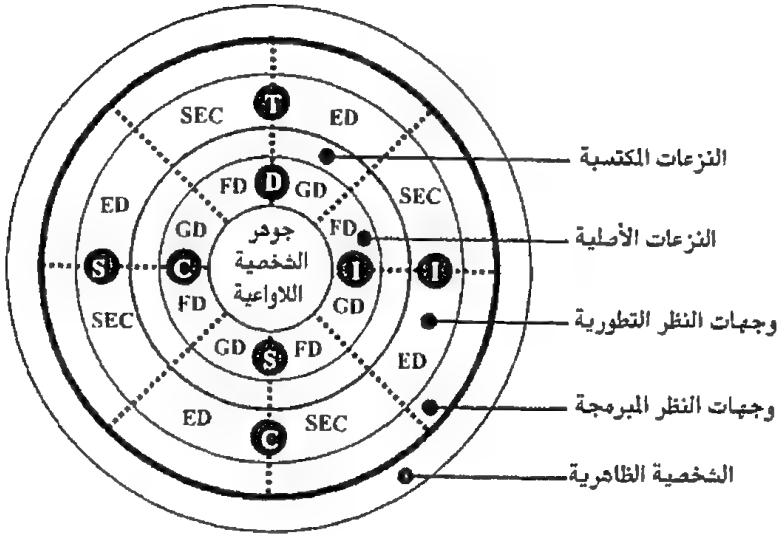 SEC T ED
النزعات المكتسبة
FD D GD
ED SEC
GD FD
النزعات الأصلية
جوهر
الشخصية
اللاواعية
S C I I
وجهات النظر التطورية
SEC FD GD ED
GD S FD
وجهات النظر المبرمجة
ED C SEC
الشخصية الظاهرية